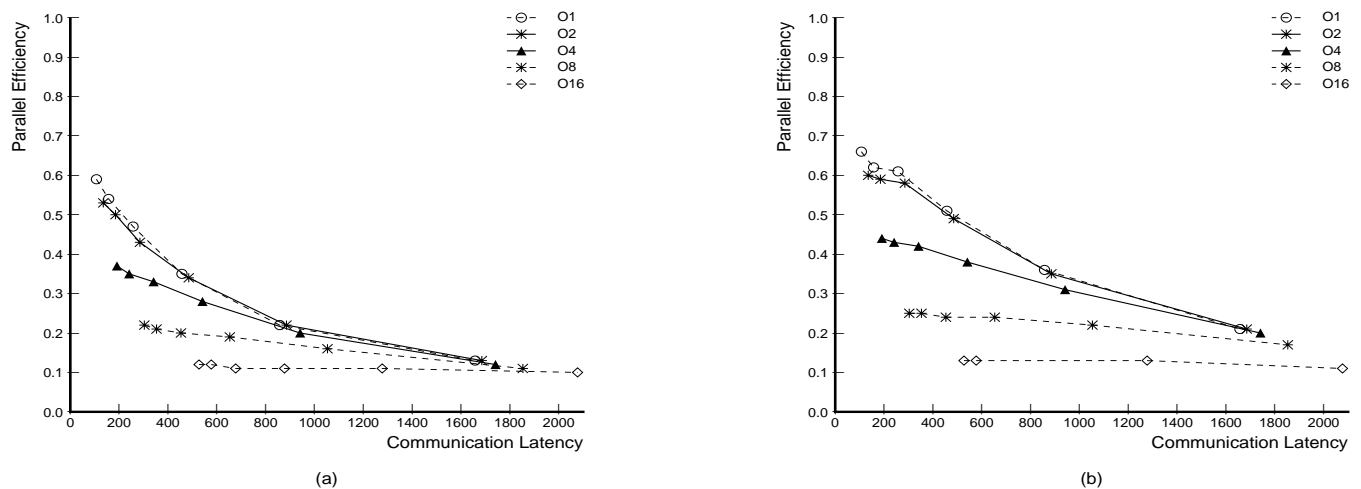 Parallel Efficiency
1.0
0.9
0.8
0.7
0.6
0.5
0.4
0.3
0.2
0.1
0.0
0 200 400 600 800 1000 1200 1400 1600 1800 2000
Communication Latency
O1
O2
O4
O8
O16
(a)
Parallel Efficiency
1.0
0.9
0.8
0.7
0.6
0.5
0.4
0.3
0.2
0.1
0.0
0 200 400 600 800 1000 1200 1400 1600 1800 2000
Communication Latency
O1
O2
O4
O8
O16
(b)